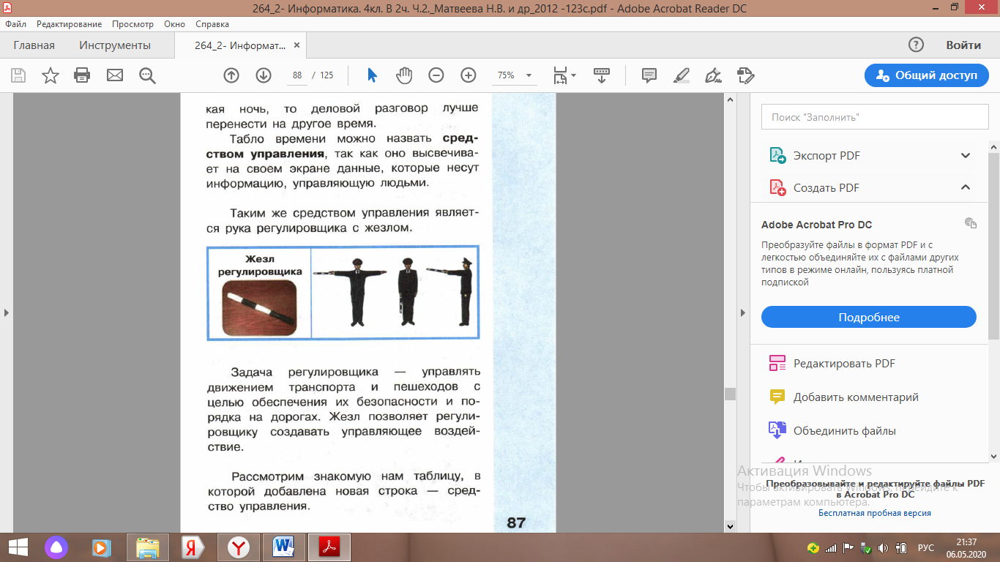 264_2- Информатика. 4кл. В 2ч. Ч.2._Матвеева Н.В. и др_2012 -123с.pdf - Adobe Acrobat Reader DC
Файл Редактирование Просмотр Окно Справка
Главная Инструменты 264_2- Информат... × Войти
88 / 125 75% Общий доступ
кая ночь, то деловой разговор лучше
перенести на другое время.
Табло времени можно назвать сред-
ством управления, так как оно высвечива-
ет на своем экране данные, которые несут
информацию, управляющую людьми.
Таким же средством управления являет-
ся рука регулировщика с жезлом.
Жезл
регулировщика
Задача регулировщика — управлять
движением транспорта и пешеходов с
целью обеспечения их безопасности и по-
рядка на дорогах. Жезл позволяет регули-
ровщику создавать управляющее воздей-
ствие.
Рассмотрим знакомую нам таблицу, в
которой добавлена новая строка — сред-
ство управления.
87
Поиск "Заполнить"
Экспорт PDF
Создать PDF
Adobe Acrobat Pro DC
Преобразуйте файлы в формат PDF и с
легкостью объединяйте их с файлами других
типов в режиме онлайн, пользуясь платной
подпиской
Подробнее
Редактировать PDF
Добавить комментарий
Объединить файлы
Активация Windows
Чтобы активировать Windows, перейдите к
параметрам компьютера.
Преобразовывайте и редактируйте файлы PDF
в Acrobat Pro DC
Бесплатная пробная версия
РУС
21:37
06.05.2020